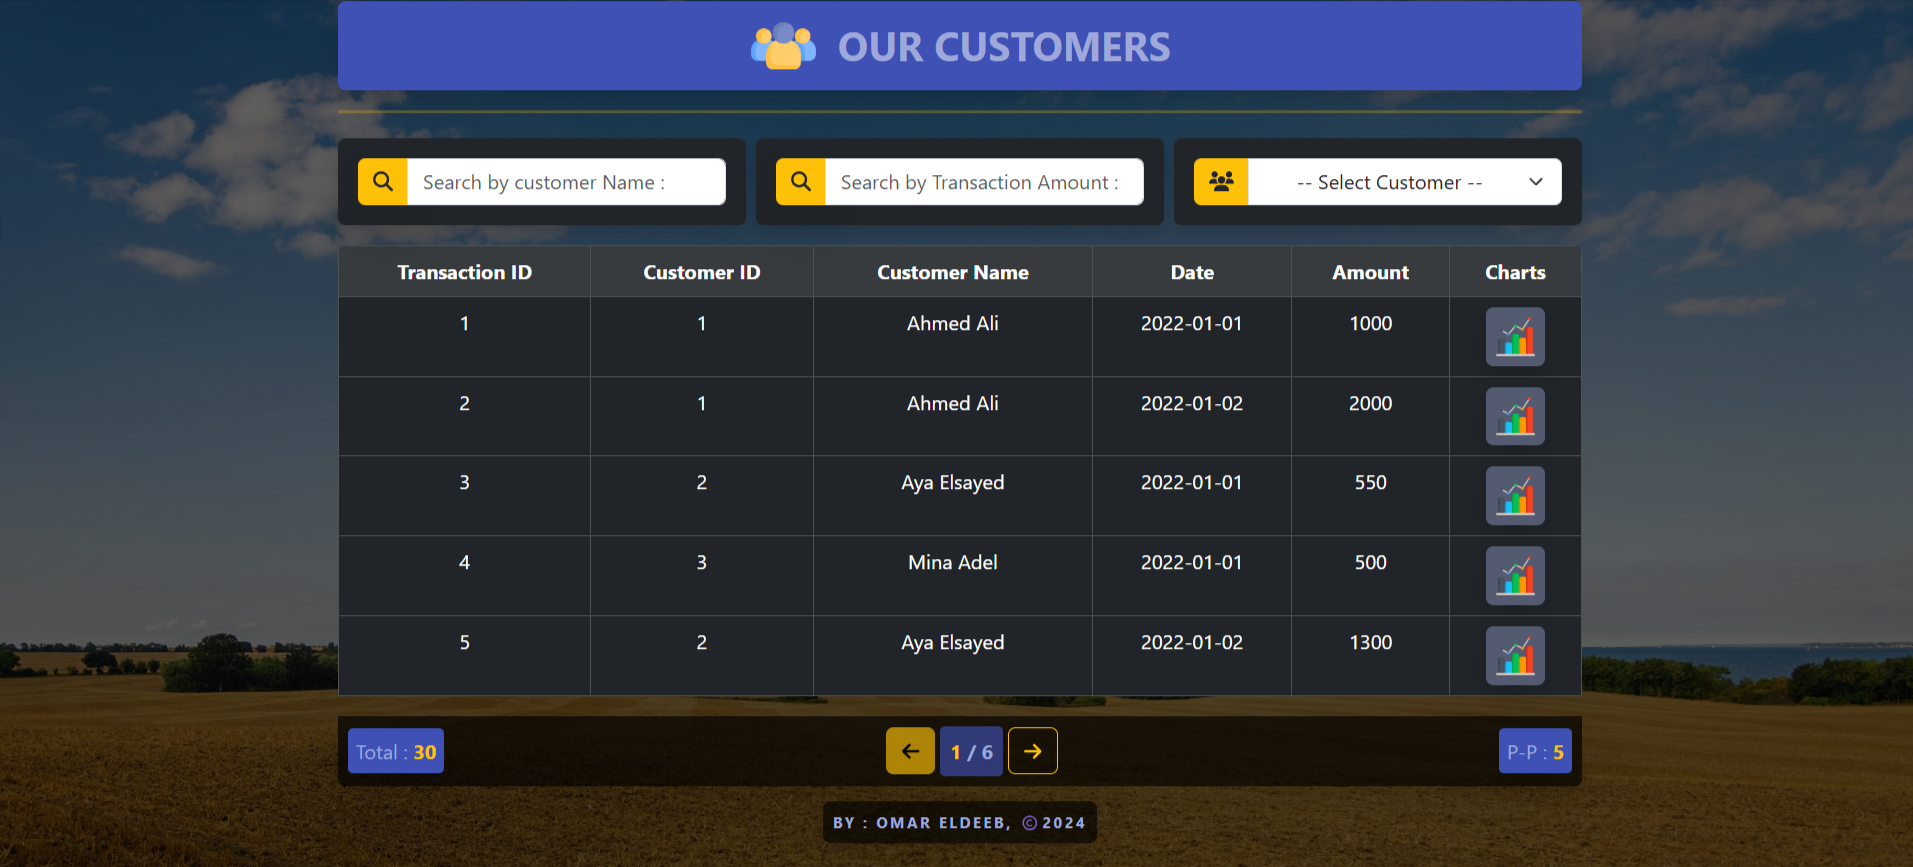 OUR CUSTOMERS
Search by customer Name :
Search by Transaction Amount :
-- Select Customer --
Transaction ID Customer ID Customer Name Date Amount Charts
1 1 Ahmed Ali 2022-01-01 1000
2 1 Ahmed Ali 2022-01-02 2000
3 2 Aya Elsayed 2022-01-01 550
4 3 Mina Adel 2022-01-01 500
5 2 Aya Elsayed 2022-01-02 1300
Total : 30
1 / 6
P-P : 5
BY : OMAR ELDEEB, ©2024